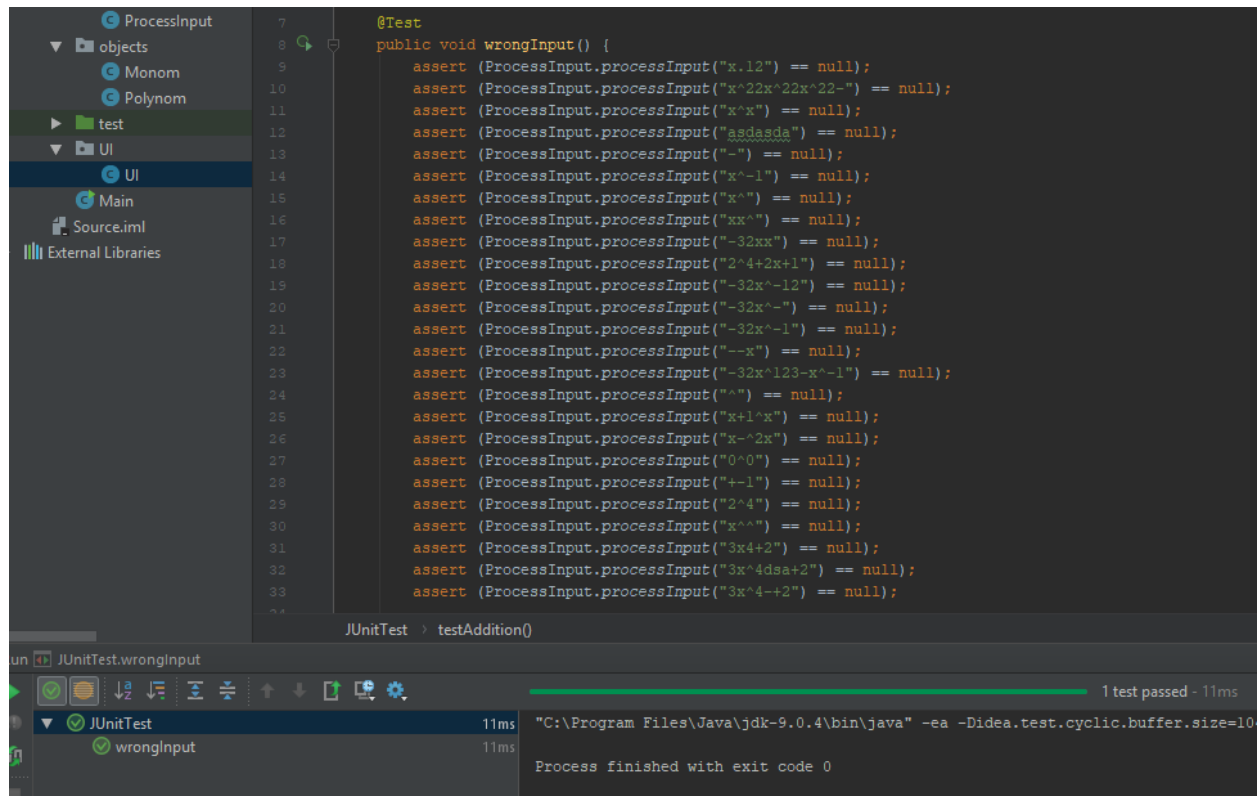 ProcessInput
objects
Monom
Polynom
test
UI
UI
Main
Source.iml
External Libraries
7 @Test
8 public void wrongInput() {
9 assert (ProcessInput.processInput("x.12") == null);
10 assert (ProcessInput.processInput("x^22x^22x^22-") == null);
11 assert (ProcessInput.processInput("x^x") == null);
12 assert (ProcessInput.processInput("asdasda") == null);
13 assert (ProcessInput.processInput("-") == null);
14 assert (ProcessInput.processInput("x^-1") == null);
15 assert (ProcessInput.processInput("x^") == null);
16 assert (ProcessInput.processInput("xx^") == null);
17 assert (ProcessInput.processInput("-32xx") == null);
18 assert (ProcessInput.processInput("2^4+2x+1") == null);
19 assert (ProcessInput.processInput("-32x^-12") == null);
20 assert (ProcessInput.processInput("-32x^-") == null);
21 assert (ProcessInput.processInput("-32x^-1") == null);
22 assert (ProcessInput.processInput("--x") == null);
23 assert (ProcessInput.processInput("-32x^123-x^-1") == null);
24 assert (ProcessInput.processInput("^") == null);
25 assert (ProcessInput.processInput("x+1^x") == null);
26 assert (ProcessInput.processInput("x-^2x") == null);
27 assert (ProcessInput.processInput("0^0") == null);
28 assert (ProcessInput.processInput("+-1") == null);
29 assert (ProcessInput.processInput("2^4") == null);
30 assert (ProcessInput.processInput("x^^") == null);
31 assert (ProcessInput.processInput("3x4+2") == null);
32 assert (ProcessInput.processInput("3x^4dsa+2") == null);
33 assert (ProcessInput.processInput("3x^4-+2") == null);
JUnitTest > testAddition()
un JUnitTest.wrongInput
1 test passed - 11ms
JUnitTest 11ms
wrongInput 11ms
"C:\Program Files\Java\jdk-9.0.4\bin\java" -ea -Didea.test.cyclic.buffer.size=10
Process finished with exit code 0